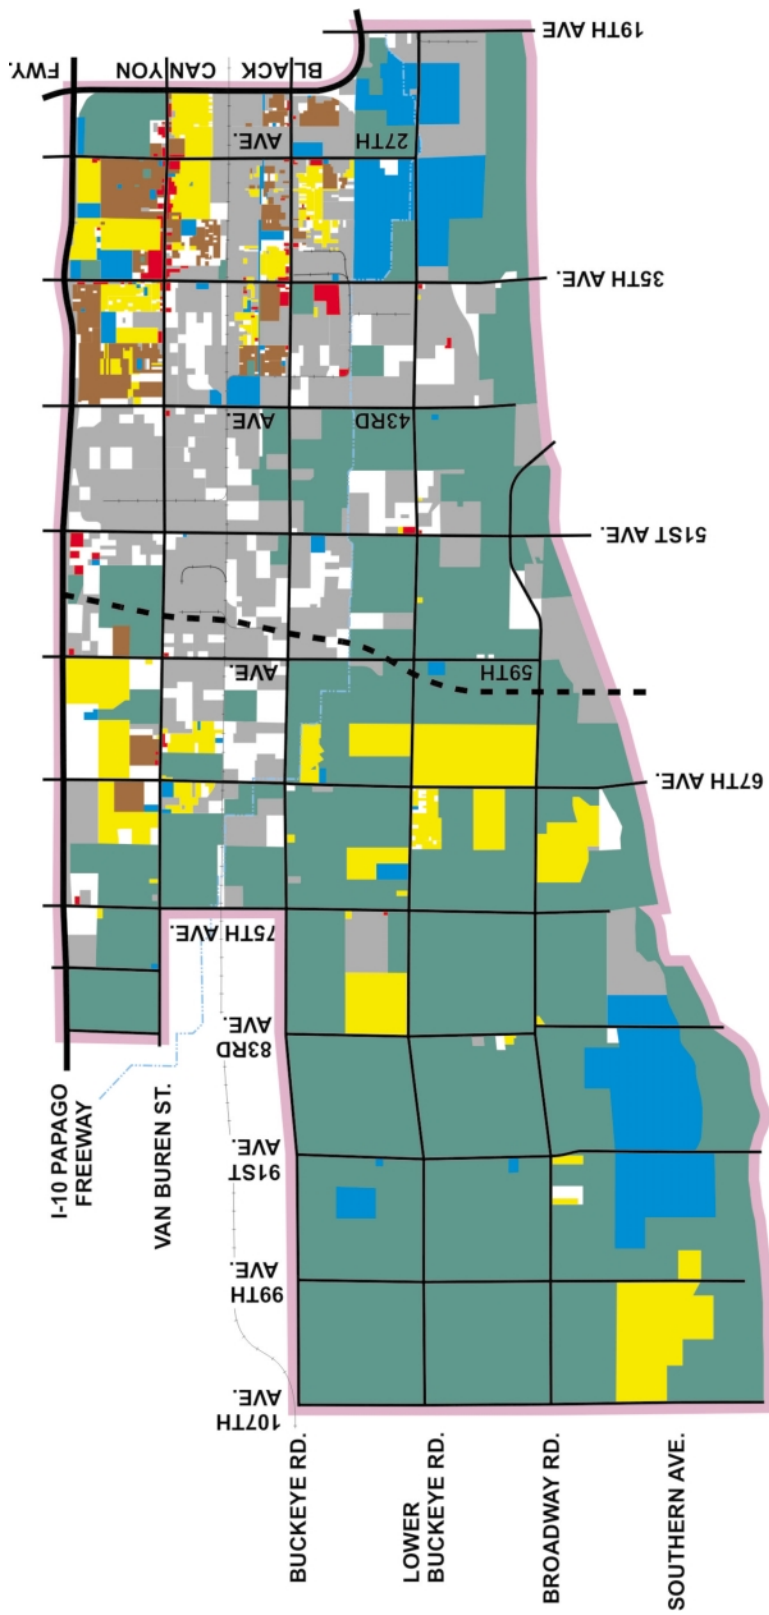 19TH AVE
FWY.
CANYON
BLACK
27TH
AVE.
35TH AVE.
43RD
AVE.
51ST AVE.
59TH
AVE.
67TH AVE.
75TH AVE.
83RD
AVE.
91ST
AVE.
99TH
AVE.
107TH
AVE.
I-10 PAPAGO
FREEWAY
VAN BUREN ST.
BUCKEYE RD.
LOWER
BUCKEYE RD.
BROADWAY RD.
SOUTHERN AVE.